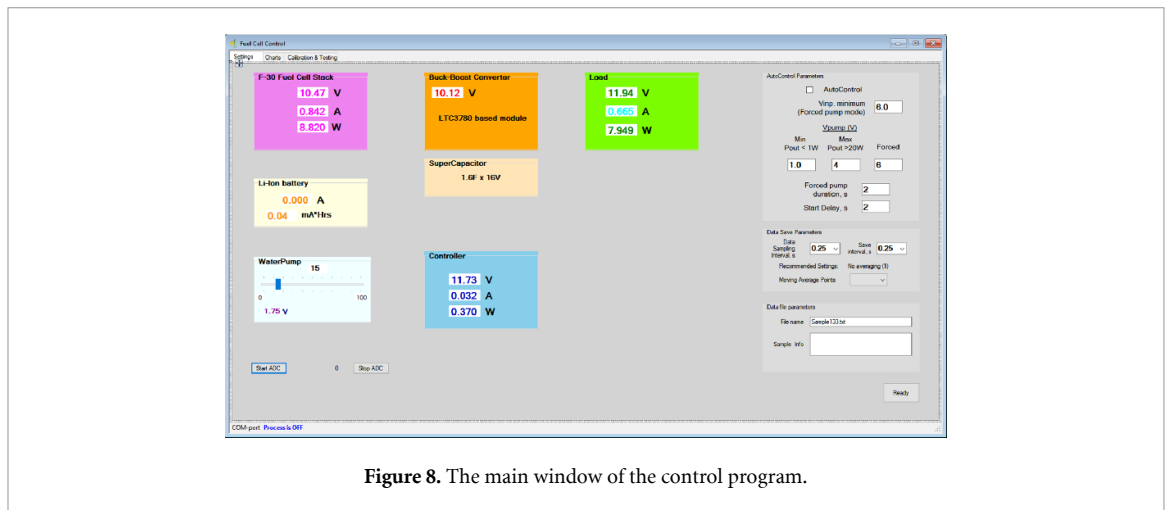 Fuel Cell Control
Settings Charts Calibration & Testing
F-30 Fuel Cell Stack
10.47 V
0.842 A
8.820 W
Buck-Boost Converter
10.12 V
LTC3780 based module
Load
11.94 V
0.665 A
7.949 W
SuperCapacitor
1.6F x 16V
Li-Ion battery
0.000 A
0.04 mA*Hrs
WaterPump
15
0 100
1.75 V
Controller
11.73 V
0.032 A
0.370 W
Start ADC 0 Stop ADC
AutoControl Parameters
AutoControl
Vinp. minimum
(Forced pump mode) 6.0
Vpump (V)
Min Max
Pout < 1W Pout >20W Forced
1.0 4 6
Forced pump
duration, s 2
Start Delay, s 2
Data Save Parameters
Data
Sampling
Interval, s 0.25
Save
interval, s 0.25
Recommended Settings: No averaging (1)
Moving Average Points
Data file parameters
File name Sample133.txt
Sample Info
Ready
COM-port Process is OFF
Figure 8. The main window of the control program.